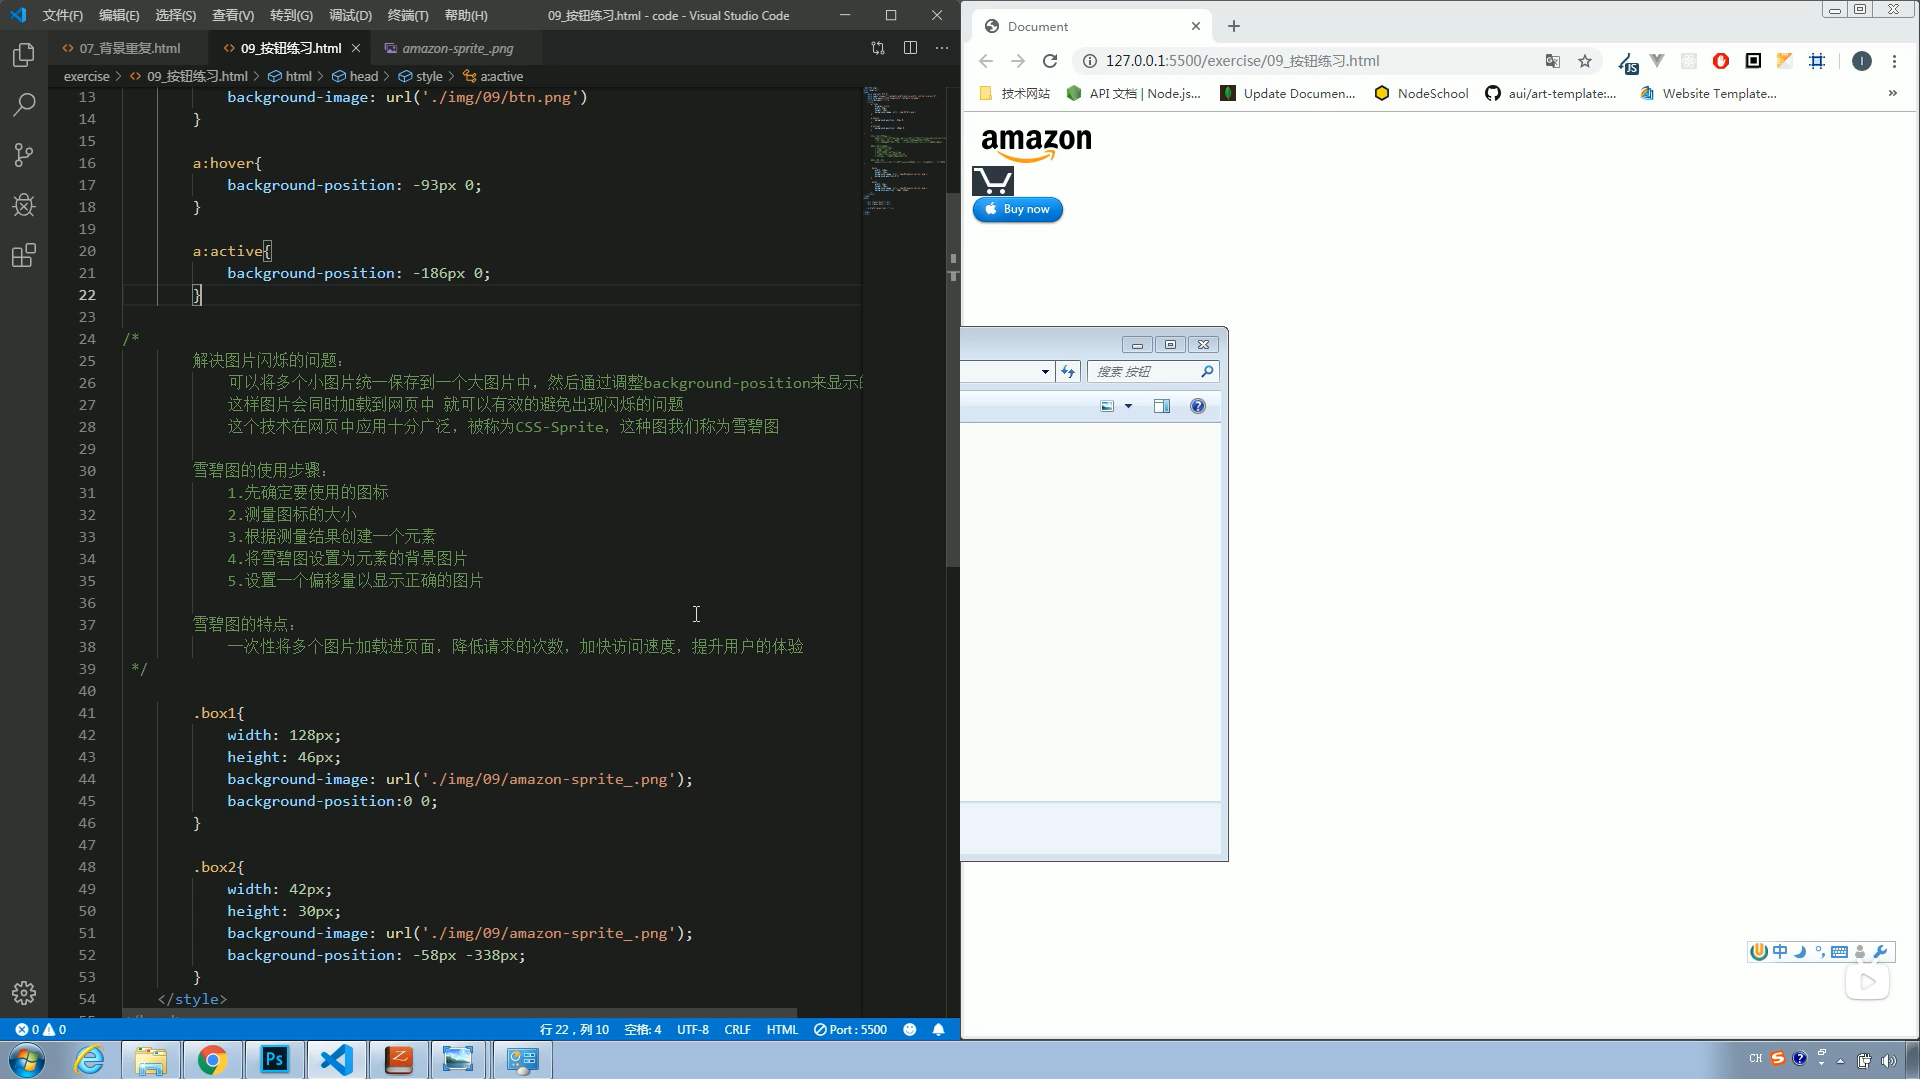 文件(F) 编辑(E) 选择(S) 查看(V) 转到(G) 调试(D) 终端(T) 帮助(H) 09_按钮练习.html - code - Visual Studio Code
07_背景重复.html 09_按钮练习.html amazon-sprite_.png
exercise > 09_按钮练习.html > html > head > style > a:active
13 background-image: url('./img/09/btn.png')
14 }
15
16 a:hover{
17 background-position: -93px 0;
18 }
19
20 a:active{
21 background-position: -186px 0;
22 }
23
24 /*
25 解决图片闪烁的问题:
26 可以将多个小图片统一保存到一个大图片中，然后通过调整background-position来显示
27 这样图片会同时加载到网页中 就可以有效的避免出现闪烁的问题
28 这个技术在网页中应用十分广泛，被称为CSS-Sprite，这种图我们称为雪碧图
29
30 雪碧图的使用步骤:
31 1.先确定要使用的图标
32 2.测量图标的大小
33 3.根据测量结果创建一个元素
34 4.将雪碧图设置为元素的背景图片
35 5.设置一个偏移量以显示正确的图片
36
37 雪碧图的特点:
38 一次性将多个图片加载进页面，降低请求的次数，加快访问速度，提升用户的体验
39 */
40
41 .box1{
42 width: 128px;
43 height: 46px;
44 background-image: url('./img/09/amazon-sprite_.png');
45 background-position:0 0;
46 }
47
48 .box2{
49 width: 42px;
50 height: 30px;
51 background-image: url('./img/09/amazon-sprite_.png');
52 background-position: -58px -338px;
53 }
54 </style>
0 0 行 22，列 10 空格: 4 UTF-8 CRLF HTML Port : 5500
Document
127.0.0.1:5500/exercise/09_按钮练习.html
技术网站 API 文档 | Node.js... Update Documen... NodeSchool aui/art-template:... Website Template... »
amazon
Buy now
搜索 按钮
中
Ps
CH